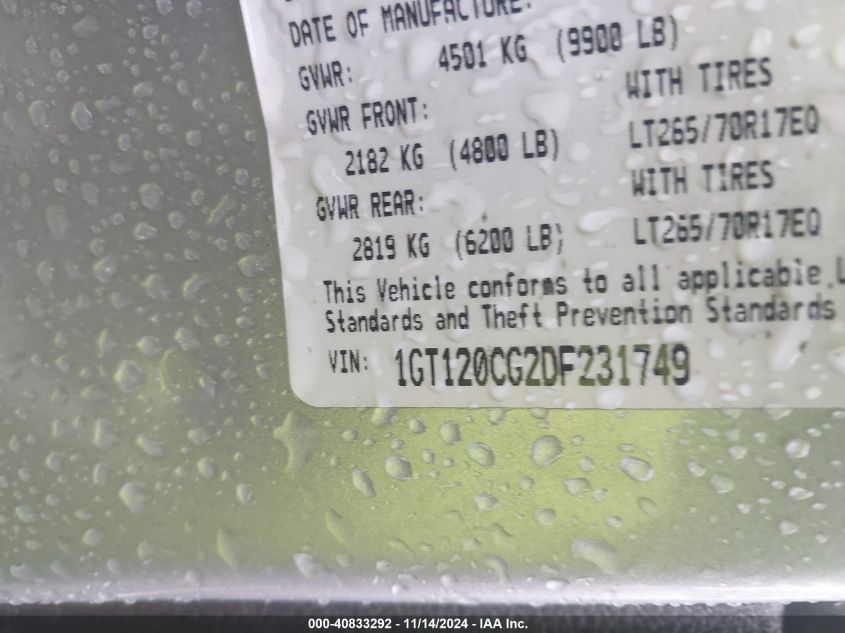 DATE OF MANUFACTURE:
GVWR: 4501 KG (9900 LB)
GVWR FRONT: WITH TIRES
2182 KG (4800 LB) LT265/70R17EQ
GVWR REAR: WITH TIRES
2819 KG (6200 LB) LT265/70R17EQ
This Vehicle conforms to all applicable
Standards and Theft Prevention Standards
VIN: 1GT120CG2DF231749
000-40833292 - 11/14/2024 - IAA Inc.